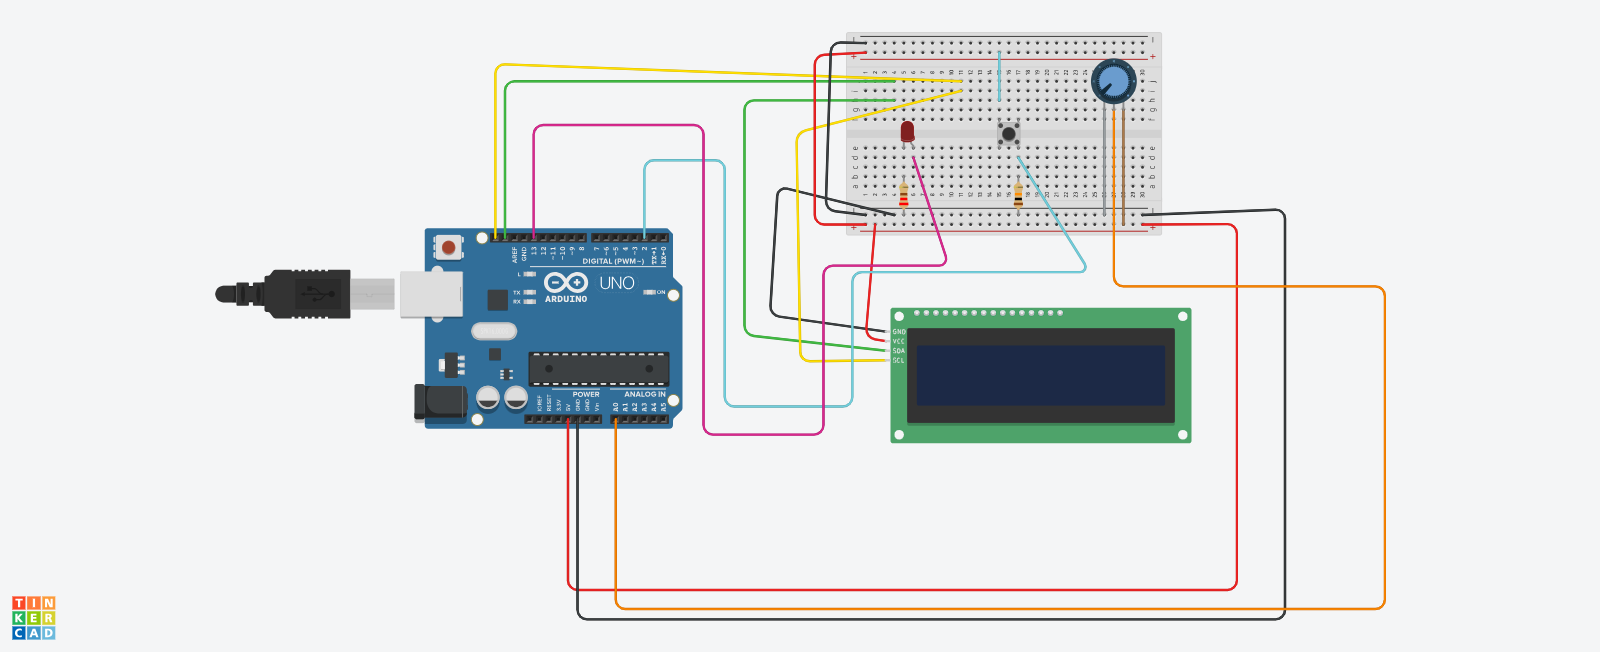 AREF
GND
13
12
~11
~10
~9
8
7
~6
~5
4
~3
2
TX→1
RX←0
DIGITAL (PWM~)
L
TX
RX
ARDUINO
UNO
ON
POWER
ANALOG IN
IOREF
RESET
3.3V
5V
GND
GND
Vin
A0
A1
A2
A3
A4
A5
GND
VCC
SDA
SCL
TIN
KER
CAD